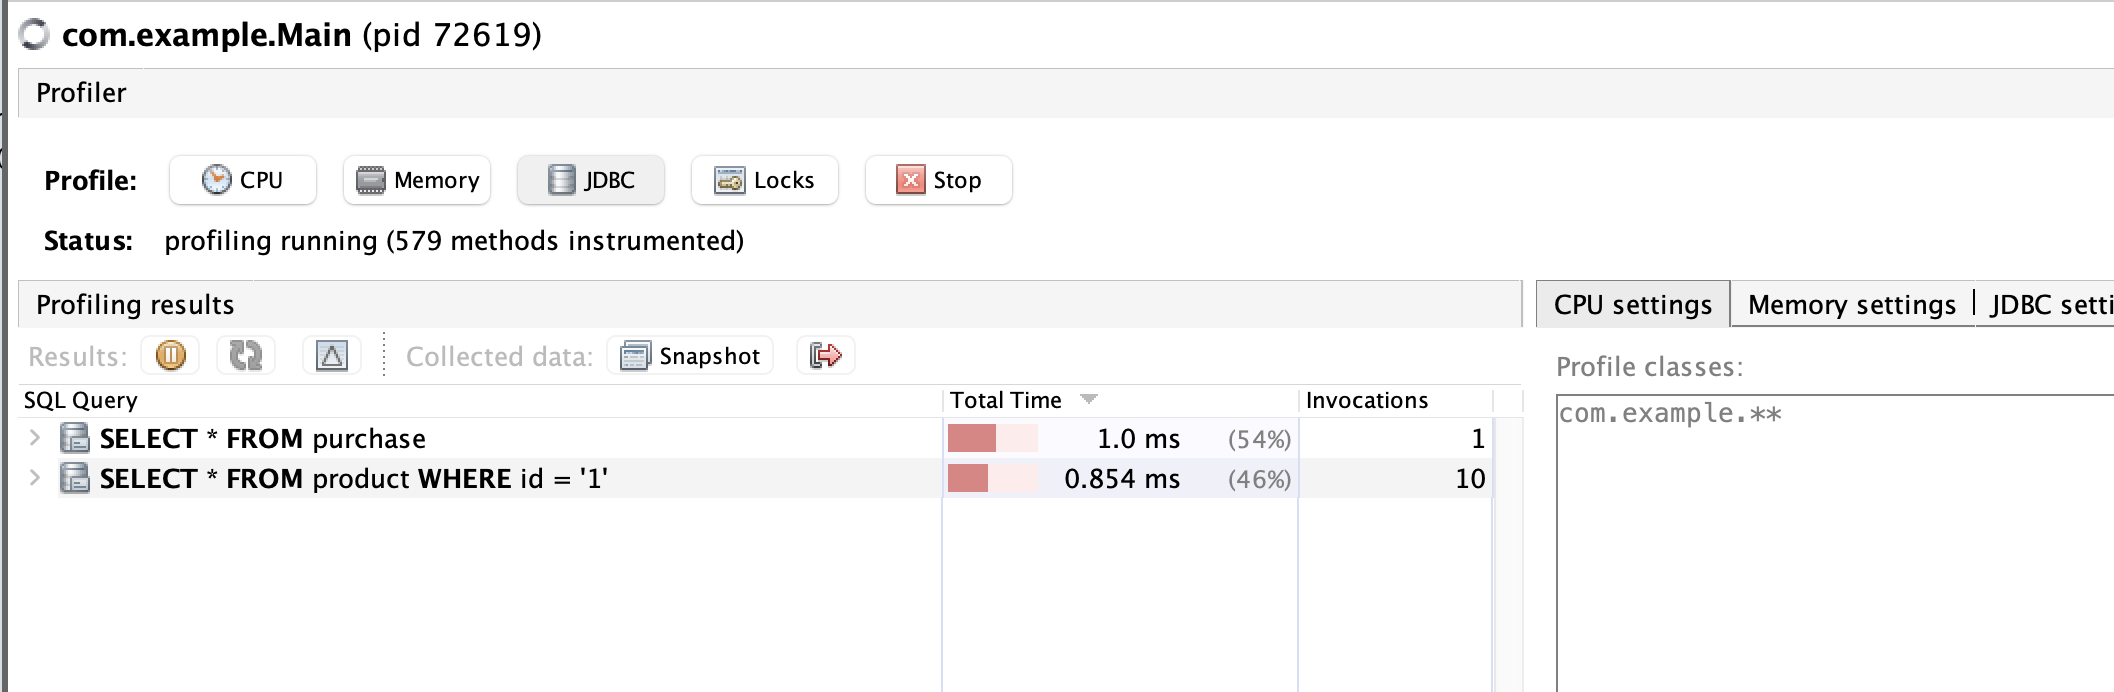 com.example.Main (pid 72619)
Profiler
Profile: CPU Memory JDBC Locks Stop
Status: profiling running (579 methods instrumented)
Profiling results
CPU settings Memory settings JDBC setti
Results: Collected data: Snapshot
Profile classes:
SQL Query Total Time Invocations
com.example.**
SELECT * FROM purchase 1.0 ms (54%) 1
SELECT * FROM product WHERE id = '1' 0.854 ms (46%) 10